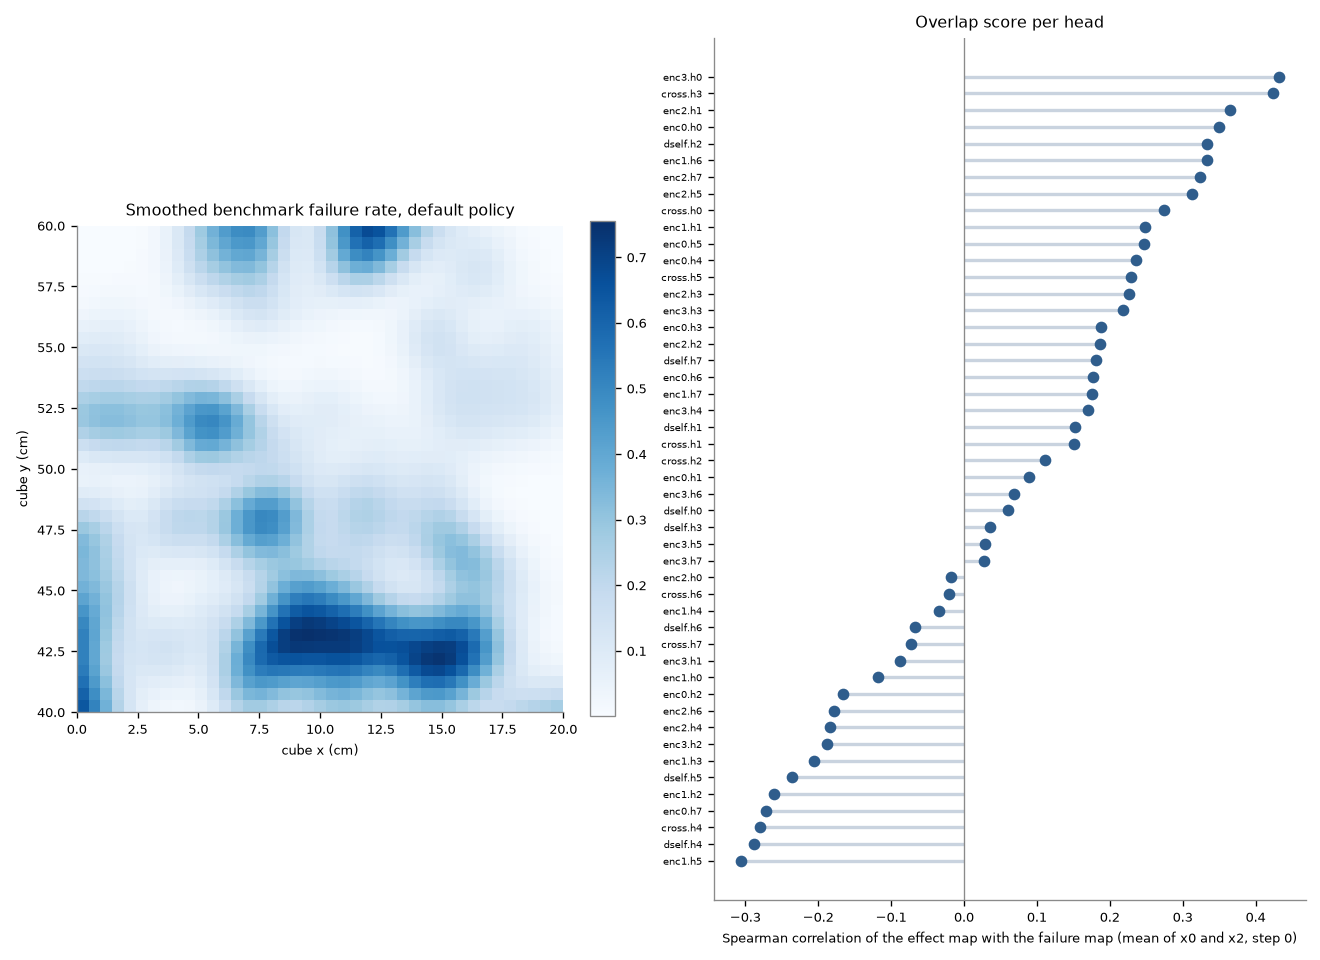 Smoothed benchmark failure rate, default policy
60.0
57.5
55.0
52.5
50.0
47.5
45.0
42.5
40.0
cube y (cm)
0.0 2.5 5.0 7.5 10.0 12.5 15.0 17.5 20.0
cube x (cm)
0.7
0.6
0.5
0.4
0.3
0.2
0.1
Overlap score per head
enc3.h0
cross.h3
enc2.h1
enc0.h0
dself.h2
enc1.h6
enc2.h7
enc2.h5
cross.h0
enc1.h1
enc0.h5
enc0.h4
cross.h5
enc2.h3
enc3.h3
enc0.h3
enc2.h2
dself.h7
enc0.h6
enc1.h7
enc3.h4
dself.h1
cross.h1
cross.h2
enc0.h1
enc3.h6
dself.h0
dself.h3
enc3.h5
enc3.h7
enc2.h0
cross.h6
enc1.h4
dself.h6
cross.h7
enc3.h1
enc1.h0
enc0.h2
enc2.h6
enc2.h4
enc3.h2
enc1.h3
dself.h5
enc1.h2
enc0.h7
cross.h4
dself.h4
enc1.h5
−0.3 −0.2 −0.1 0.0 0.1 0.2 0.3 0.4
Spearman correlation of the effect map with the failure map (mean of x0 and x2, step 0)